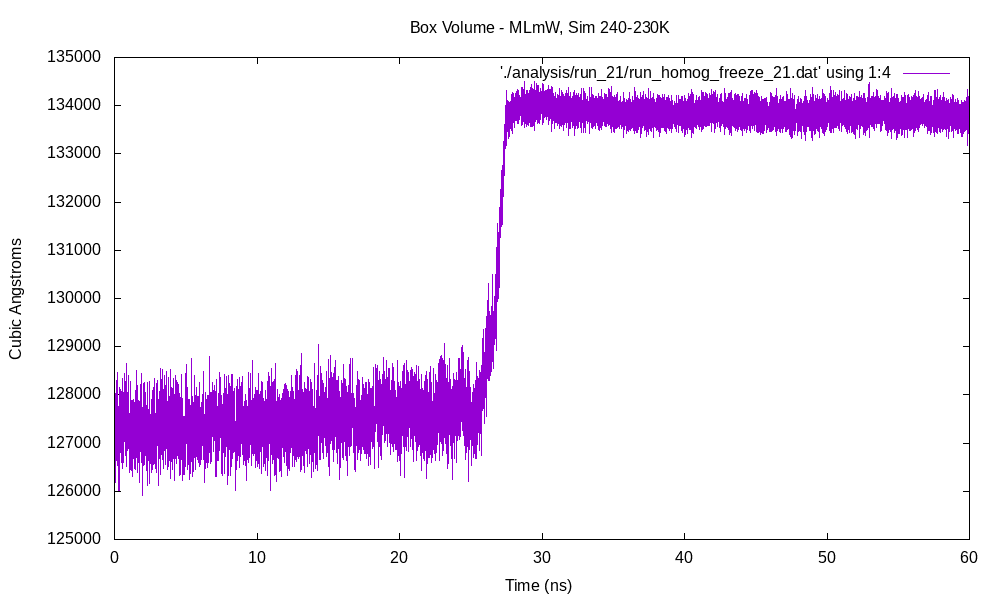 Box Volume - MLmW, Sim 240-230K
'./analysis/run_21/run_homog_freeze_21.dat' using 1:4
135000
134000
133000
132000
131000
130000
129000
128000
127000
126000
125000
Cubic Angstroms
0 10 20 30 40 50 60
Time (ns)